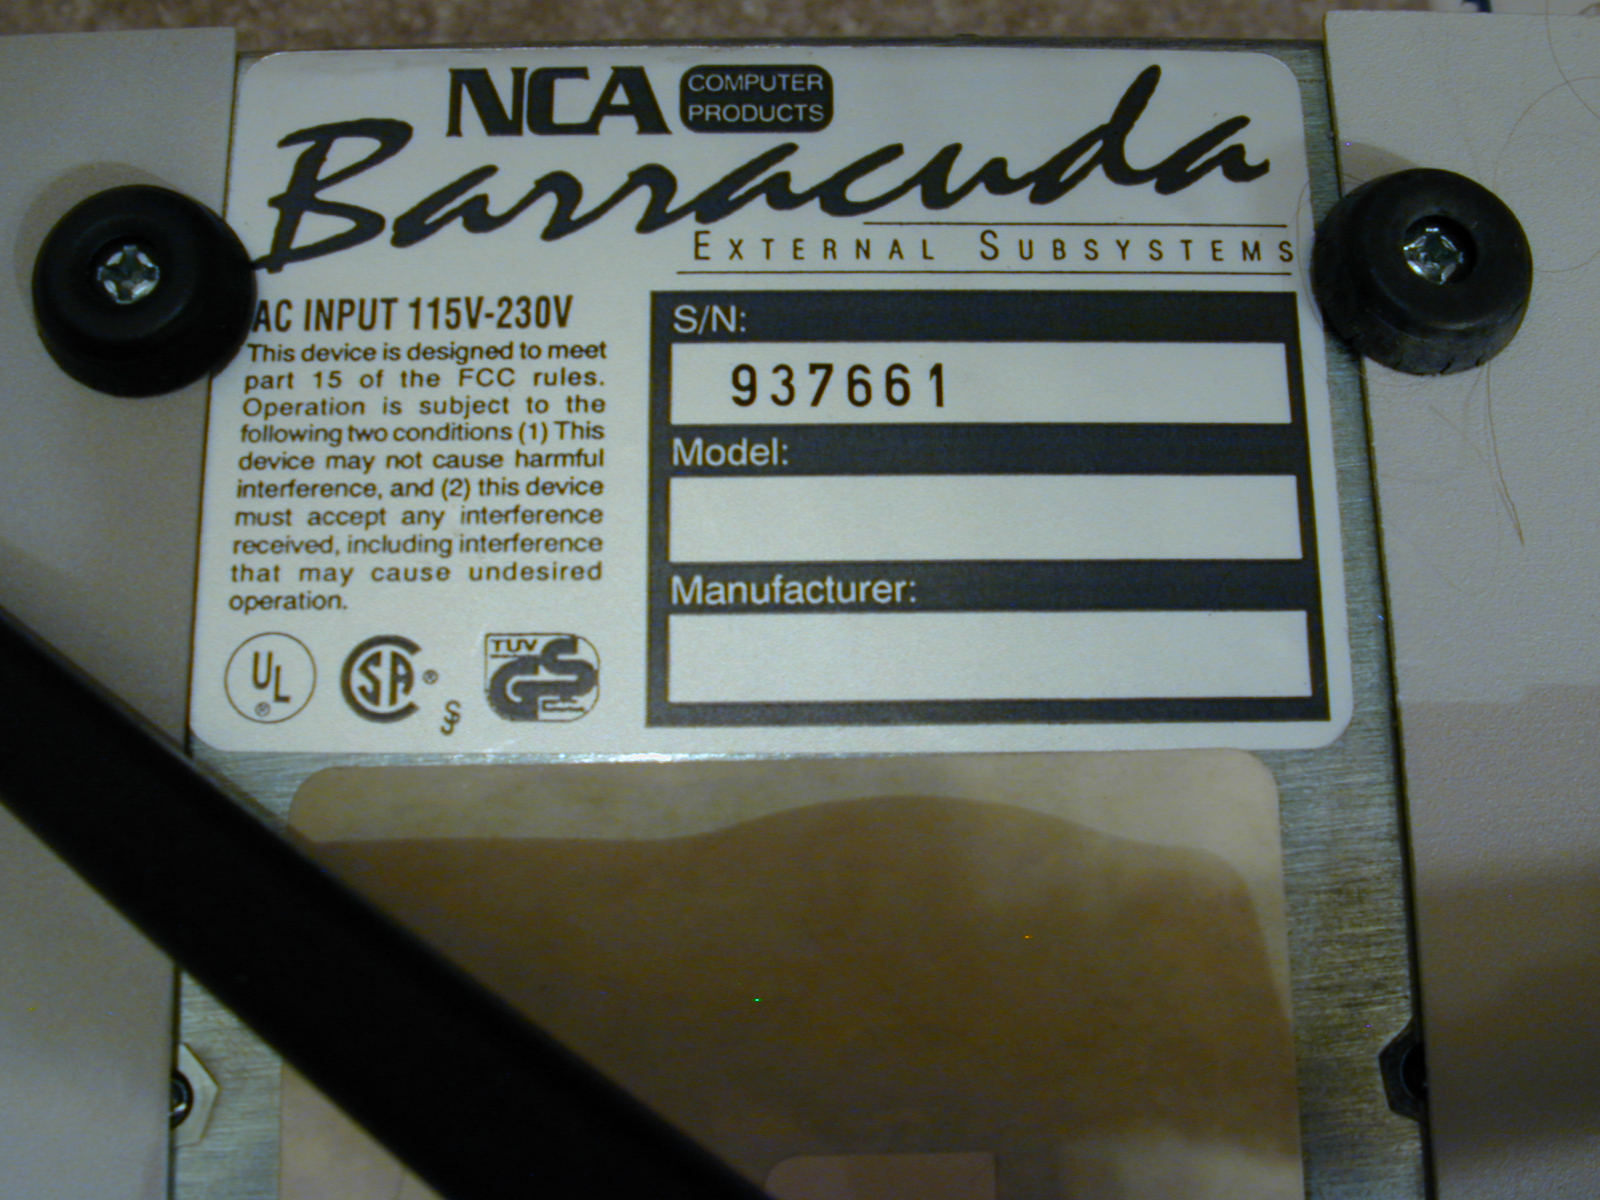 NCA COMPUTER PRODUCTS
Barracuda
EXTERNAL SUBSYSTEMS
AC INPUT 115V-230V
This device is designed to meet
part 15 of the FCC rules.
Operation is subject to the
following two conditions (1) This
device may not cause harmful
interference, and (2) this device
must accept any interference
received, including interference
that may cause undesired
operation.
UL ®
SA ®
TUV GS
S/N:
937661
Model:
Manufacturer: